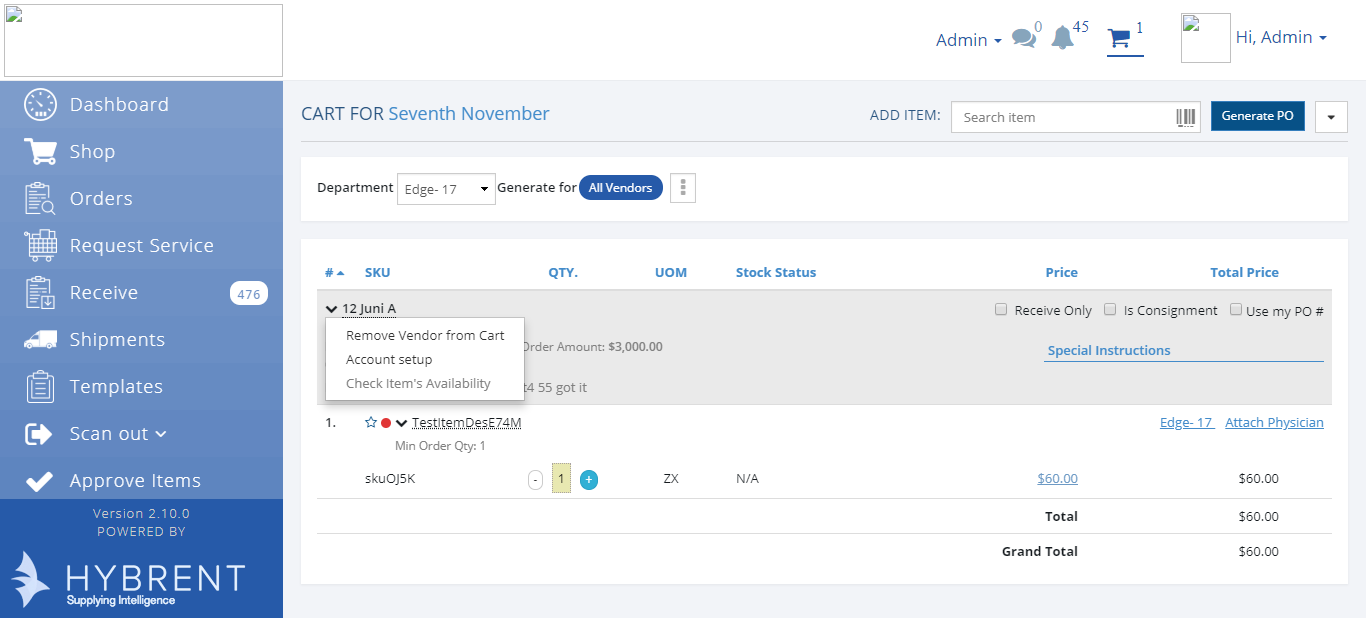 Admin 0 45 1 Hi, Admin
Dashboard
Shop
Orders
Request Service
Receive 476
Shipments
Templates
Scan out
Approve Items
Version 2.10.0
POWERED BY
HYBRENT
Supplying Intelligence
CART FOR Seventh November ADD ITEM: Search item Generate PO
Department Edge- 17 Generate for All Vendors
# SKU QTY. UOM Stock Status Price Total Price
12 Juni A Receive Only Is Consignment Use my PO #
Remove Vendor from Cart
Order Amount: $3,000.00 Special Instructions
Account setup
Check Item's Availability
55 got it
1. TestItemDesE74M Edge- 17 Attach Physician
Min Order Qty: 1
skuOJ5K - 1 + ZX N/A $60.00 $60.00
Total $60.00
Grand Total $60.00